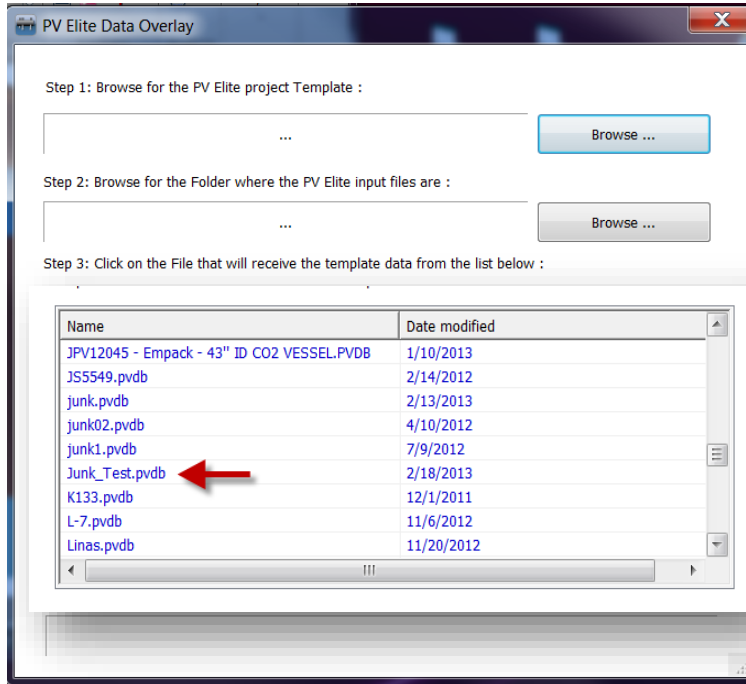 PV Elite Data Overlay
X
Step 1: Browse for the PV Elite project Template :
...
Browse ...
Step 2: Browse for the Folder where the PV Elite input files are :
...
Browse ...
Step 3: Click on the File that will receive the template data from the list below :
Name Date modified
JPV12045 - Empack - 43" ID CO2 VESSEL.PVDB 1/10/2013
JS5549.pvdb 2/14/2012
junk.pvdb 2/13/2013
junk02.pvdb 4/10/2012
junk1.pvdb 7/9/2012
Junk_Test.pvdb 2/18/2013
K133.pvdb 12/1/2011
L-7.pvdb 11/6/2012
Linas.pvdb 11/20/2012